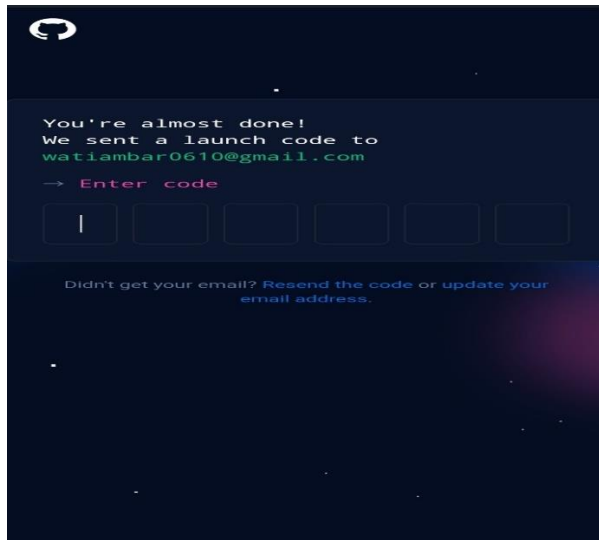 You're almost done!
We sent a launch code to
watiambar0610@gmail.com
→ Enter code
Didn't get your email? Resend the code or update your
email address.